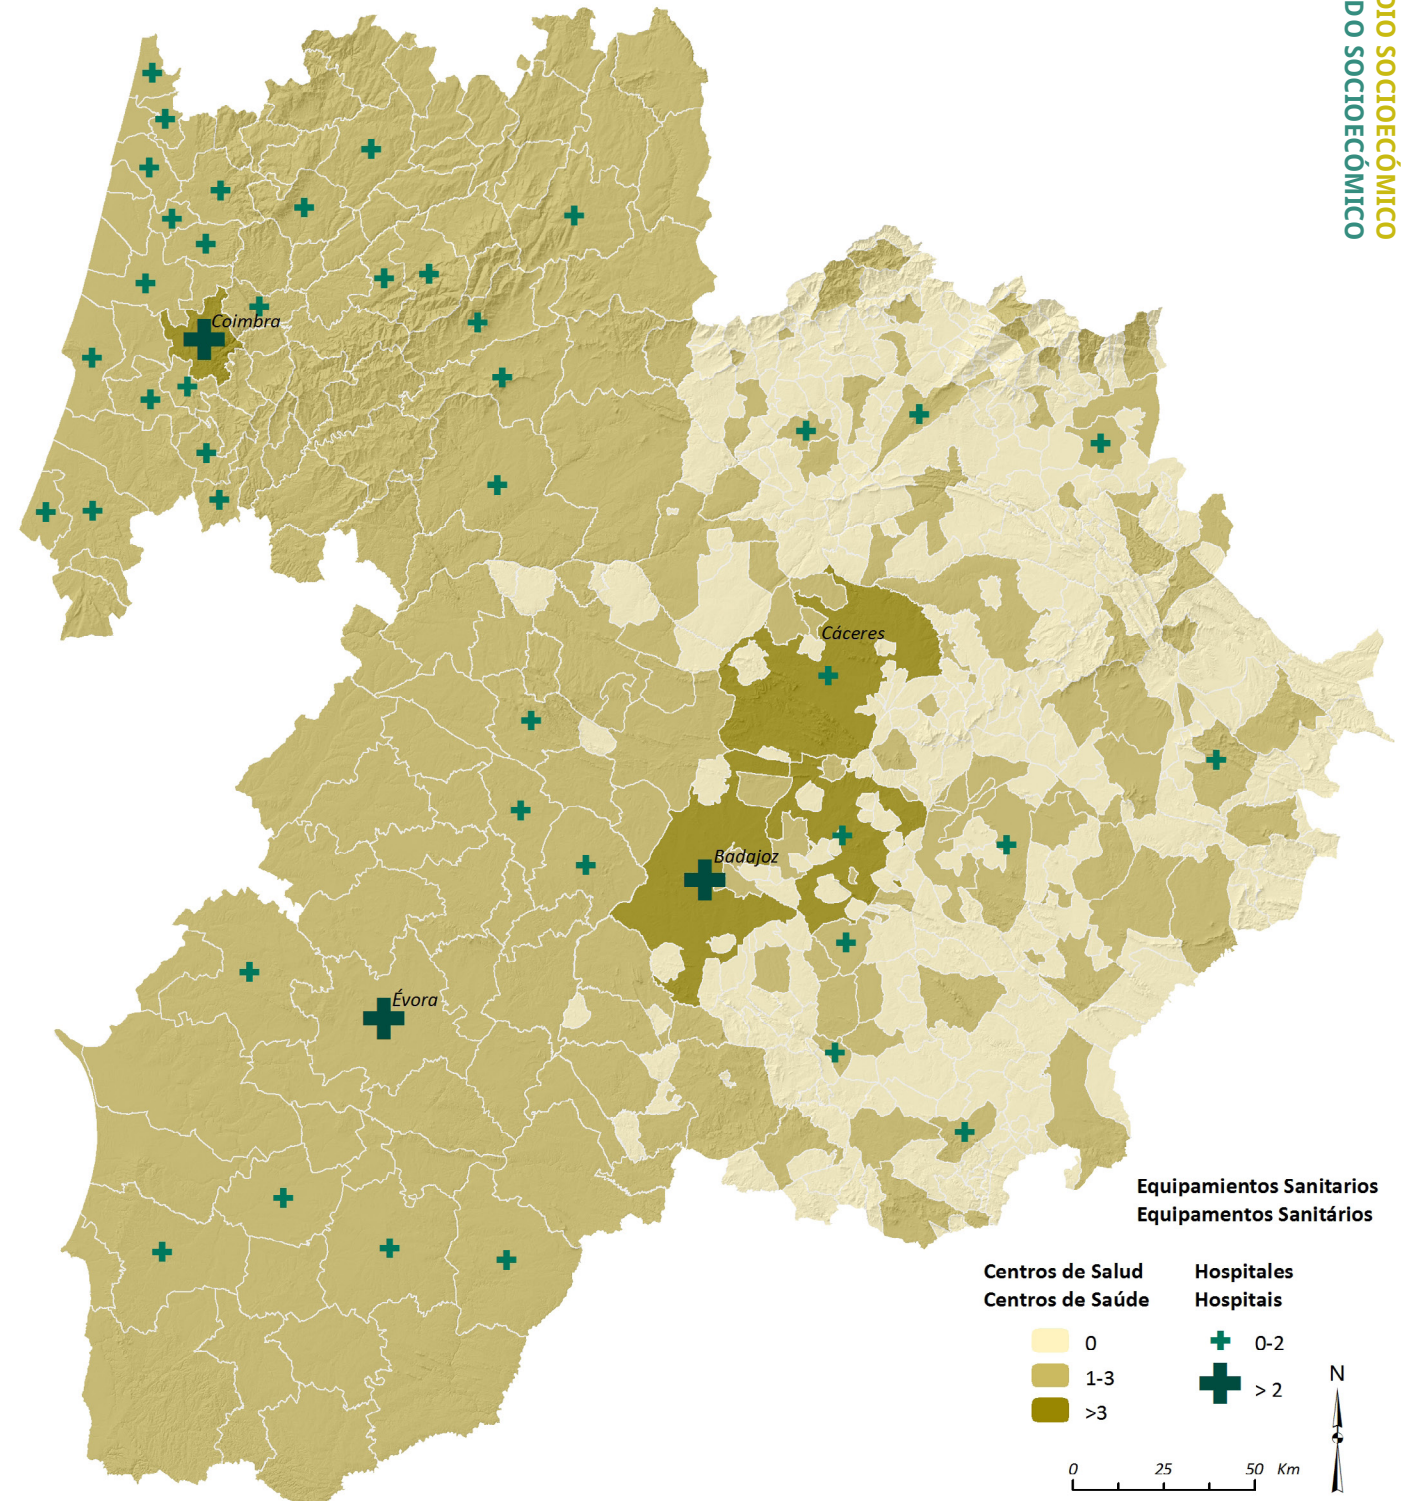 DIO SOCIOECÓMICO
DO SOCIOECÓMICO
Coimbra
Cáceres
Badajoz
Évora
Equipamientos Sanitarios
Equipamentos Sanitários
Centros de Salud
Centros de Saúde
0
1-3
>3
Hospitales
Hospitais
0-2
> 2
N
0 25 50 Km